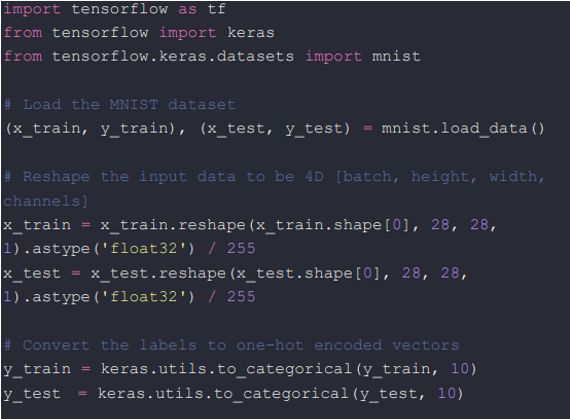 import tensorflow as tf
from tensorflow import keras
from tensorflow.keras.datasets import mnist
# Load the MNIST dataset
(x_train, y_train), (x_test, y_test) = mnist.load_data()
# Reshape the input data to be 4D [batch, height, width,
channels]
x_train = x_train.reshape(x_train.shape[0], 28, 28,
1).astype('float32') / 255
x_test = x_test.reshape(x_test.shape[0], 28, 28,
1).astype('float32') / 255
# Convert the labels to one-hot encoded vectors
y_train = keras.utils.to_categorical(y_train, 10)
y_test  = keras.utils.to_categorical(y_test, 10)